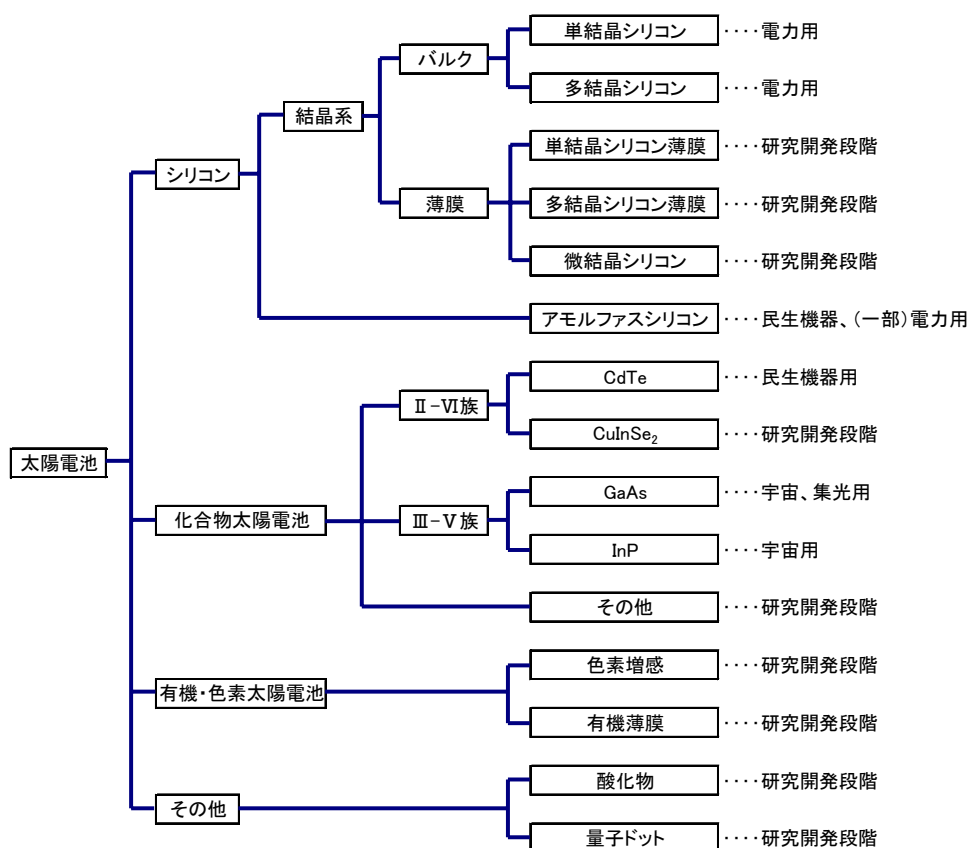 単結晶シリコン ････電力用
バルク
多結晶シリコン ････電力用
結晶系
単結晶シリコン薄膜 ････研究開発段階
シリコン
薄膜
多結晶シリコン薄膜 ････研究開発段階
微結晶シリコン ････研究開発段階
アモルファスシリコン ････民生機器、(一部)電力用
CdTe ････民生機器用
Ⅱ-Ⅵ族
CuInSe₂ ････研究開発段階
太陽電池
GaAs ････宇宙、集光用
化合物太陽電池
Ⅲ-Ⅴ族
InP ････宇宙用
その他 ････研究開発段階
色素増感 ････研究開発段階
有機・色素太陽電池
有機薄膜 ････研究開発段階
酸化物 ････研究開発段階
その他
量子ドット ････研究開発段階